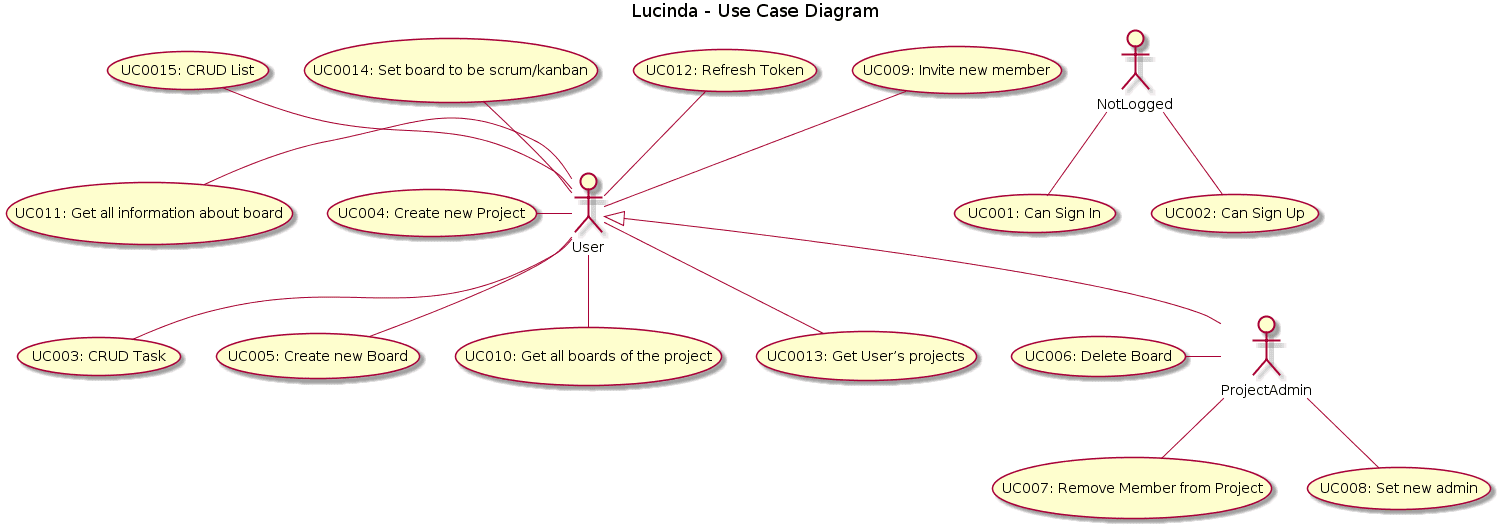 Lucinda - Use Case Diagram
UC0015: CRUD List
UC0014: Set board to be scrum/kanban
UC012: Refresh Token
UC009: Invite new member
NotLogged
UC011: Get all information about board
UC004: Create new Project
User
UC001: Can Sign In
UC002: Can Sign Up
UC003: CRUD Task
UC005: Create new Board
UC010: Get all boards of the project
UC0013: Get User's projects
UC006: Delete Board
ProjectAdmin
UC007: Remove Member from Project
UC008: Set new admin